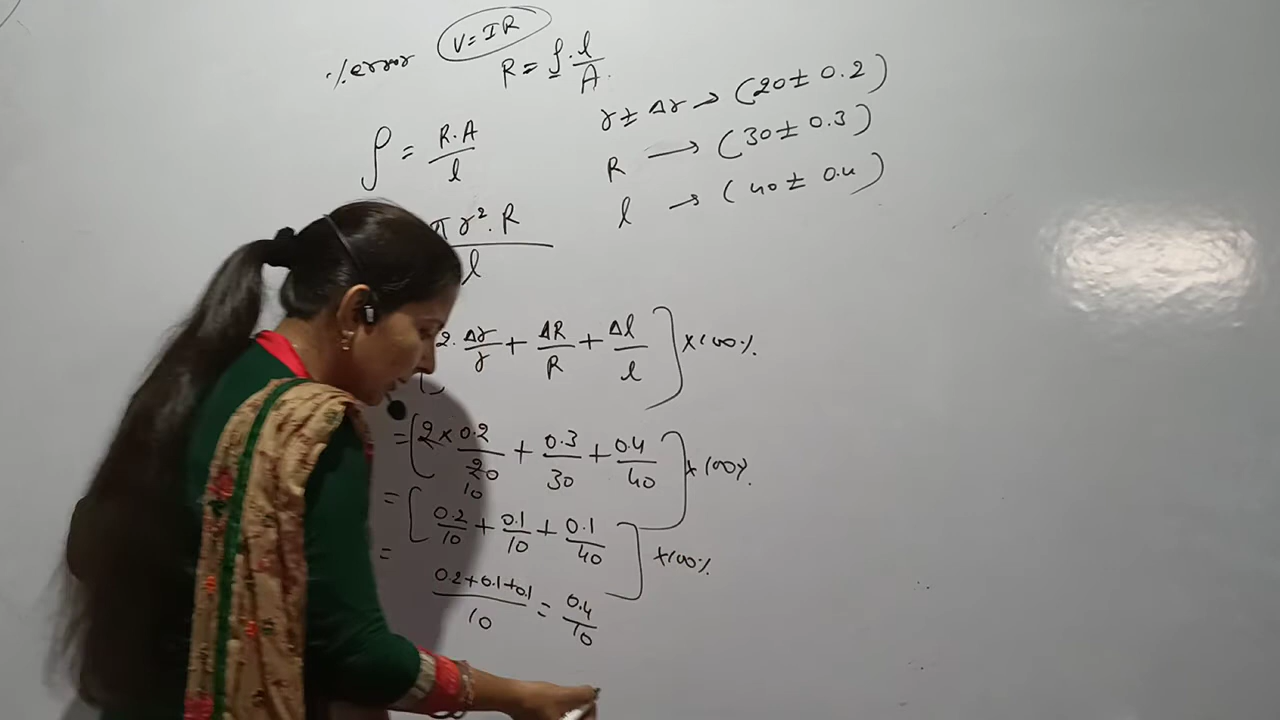 % error V=IR
R = ρ·l/A
r ± Δr → (20 ± 0.2)
ρ = R·A/l
R → (30 ± 0.3)
l → (40 ± 0.4)
π r²·R/l
2·Δr/r + ΔR/R + Δl/l] × 100%
= [2 × 0.2/20 + 0.3/30 + 0.4/40] × 100%
10
= [0.2/10 + 0.1/10 + 0.1/40] × 100%
= (0.2+0.1+0.1)/10 = 0.4/10